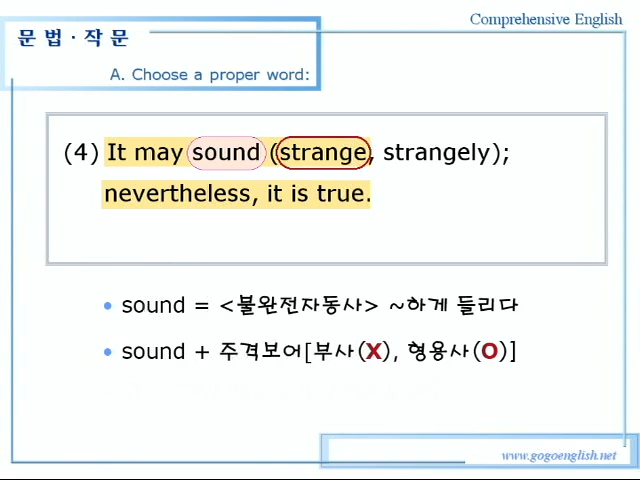 Comprehensive English
문 법 · 작 문
A. Choose a proper word:
(4) It may sound (strange, strangely);
nevertheless, it is true.
• sound = <불완전자동사> ~하게 들리다
• sound + 주격보어[부사(X), 형용사(O)]
www.gogoenglish.net